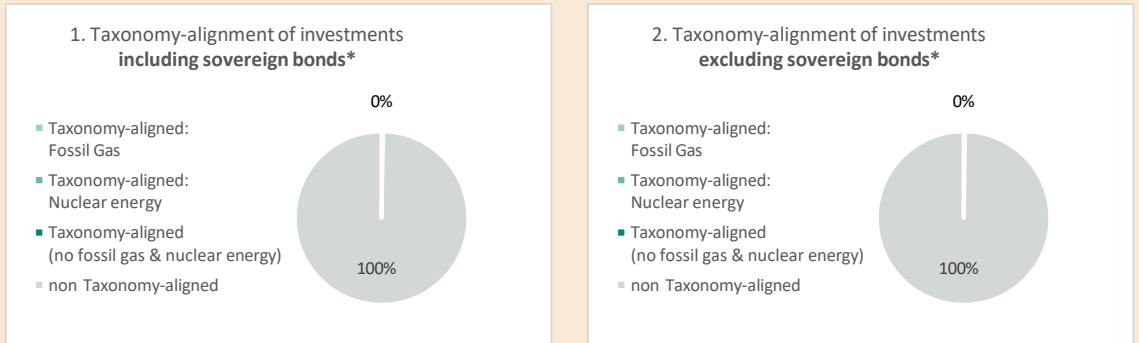 1. Taxonomy-alignment of investments
including sovereign bonds*
0%
Taxonomy-aligned:
Fossil Gas
Taxonomy-aligned:
Nuclear energy
Taxonomy-aligned
(no fossil gas & nuclear energy)
non Taxonomy-aligned
100%
2. Taxonomy-alignment of investments
excluding sovereign bonds*
0%
Taxonomy-aligned:
Fossil Gas
Taxonomy-aligned:
Nuclear energy
Taxonomy-aligned
(no fossil gas & nuclear energy)
non Taxonomy-aligned
100%